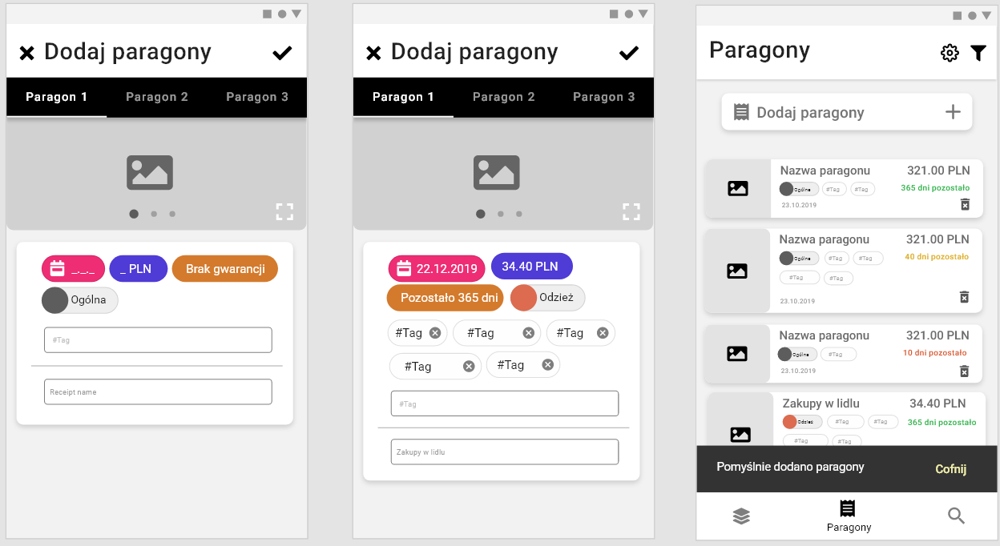 Dodaj paragony
Paragon 1 Paragon 2 Paragon 3
_._._ _ PLN Brak gwarancji
Ogólna
#Tag
Receipt name
Dodaj paragony
Paragon 1 Paragon 2 Paragon 3
22.12.2019 34.40 PLN
Pozostało 365 dni Odzież
#Tag #Tag #Tag
#Tag #Tag
#Tag
Zakupy w lidlu
Paragony
Dodaj paragony
Nazwa paragonu 321.00 PLN
Ogólna #Tag #Tag 365 dni pozostało
23.10.2019
Nazwa paragonu 321.00 PLN
Ogólna #Tag #Tag 40 dni pozostało
#Tag #Tag
23.10.2019
Nazwa paragonu 321.00 PLN
Ogólna #Tag 10 dni pozostało
23.10.2019
Zakupy w lidlu 34.40 PLN
Odzież #Tag #Tag 365 dni pozostało
#Tag #Tag
Pomyślnie dodano paragony Cofnij
Paragony